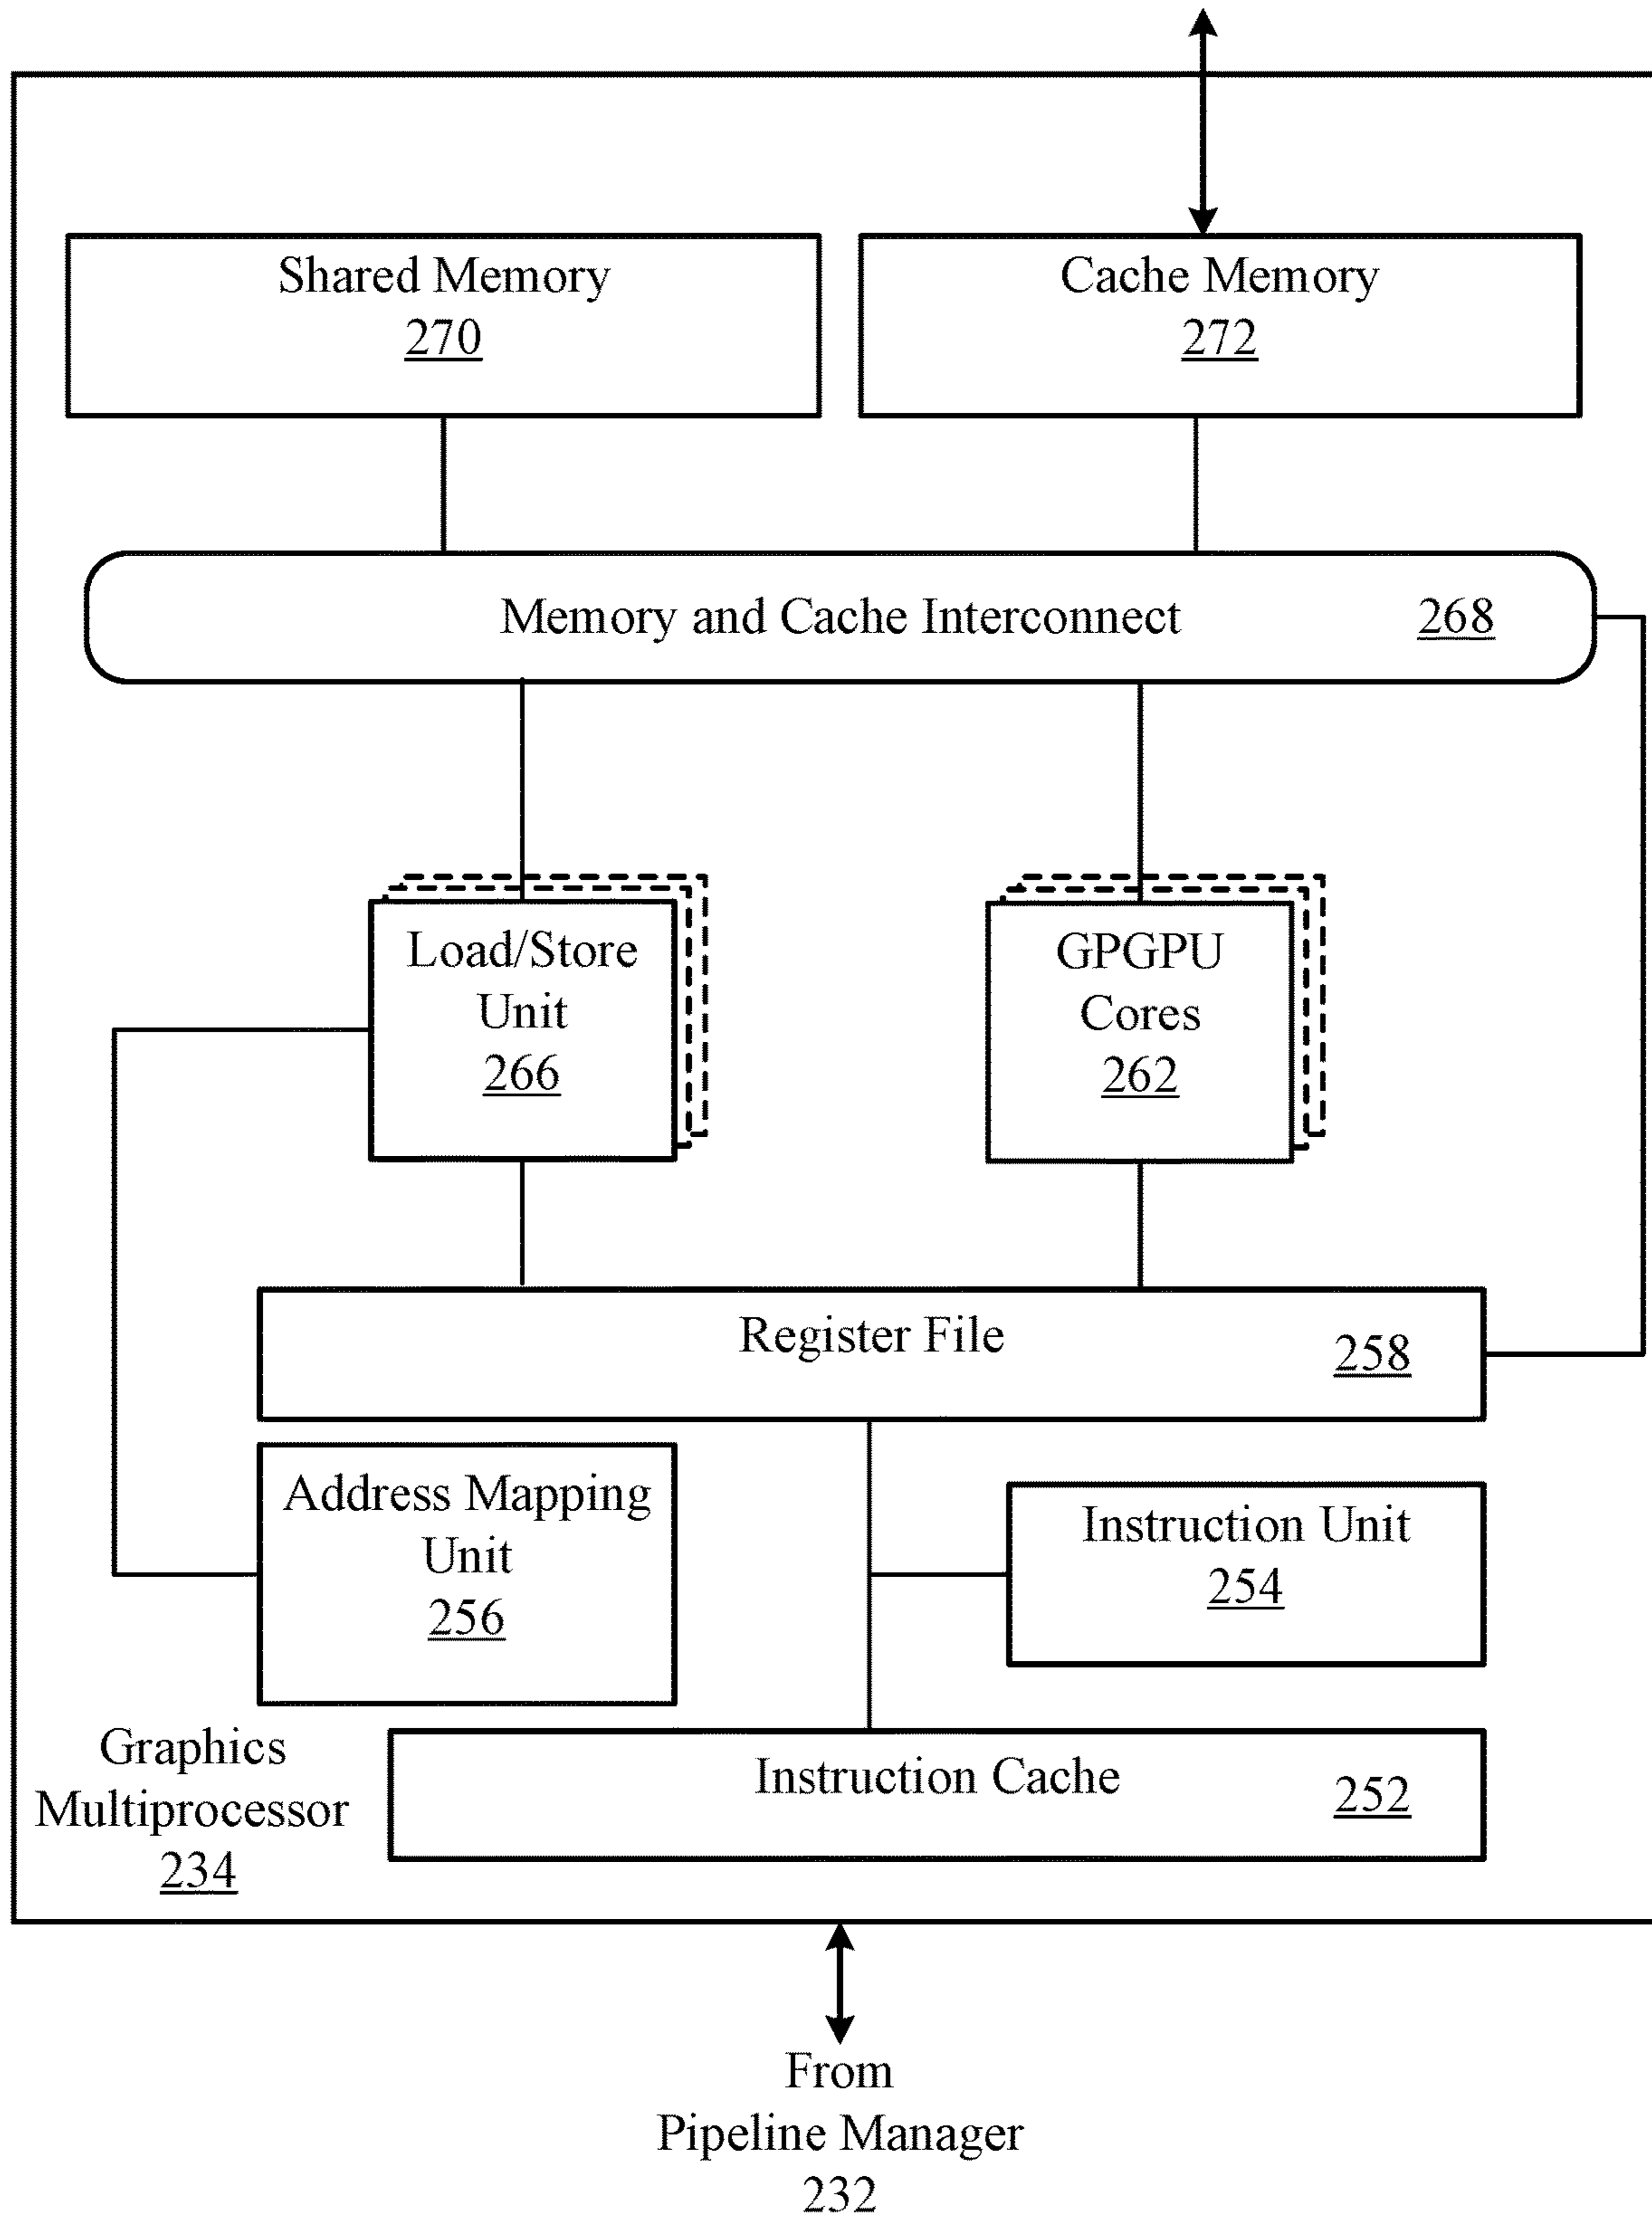 Shared Memory
270
Cache Memory
272
Memory and Cache Interconnect 268
Load/Store
Unit
266
GPGPU
Cores
262
Register File 258
Address Mapping
Unit
256
Instruction Unit
254
Graphics
Multiprocessor
234
Instruction Cache 252
From
Pipeline Manager
232